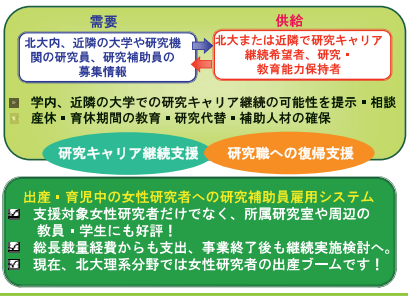 需要
供給
北大内、近隣の大学や研究機
関の研究員、研究補助員の
募集情報
北大または近隣で研究キャリア
継続希望者、研究・
教育能力保持者
学内、近隣の大学での研究キャリア継続の可能性を提示・相談
産休・育休期間の教育・研究代替・補助人材の確保
研究キャリア継続支援
研究職への復帰支援
出産・育児中の女性研究者への研究補助員雇用システム
支援対象女性研究者だけでなく、所属研究室や周辺の
教員・学生にも好評！
総長裁量経費からも支出、事業終了後も継続実施検討へ。
現在、北大理系分野では女性研究者の出産ブームです！